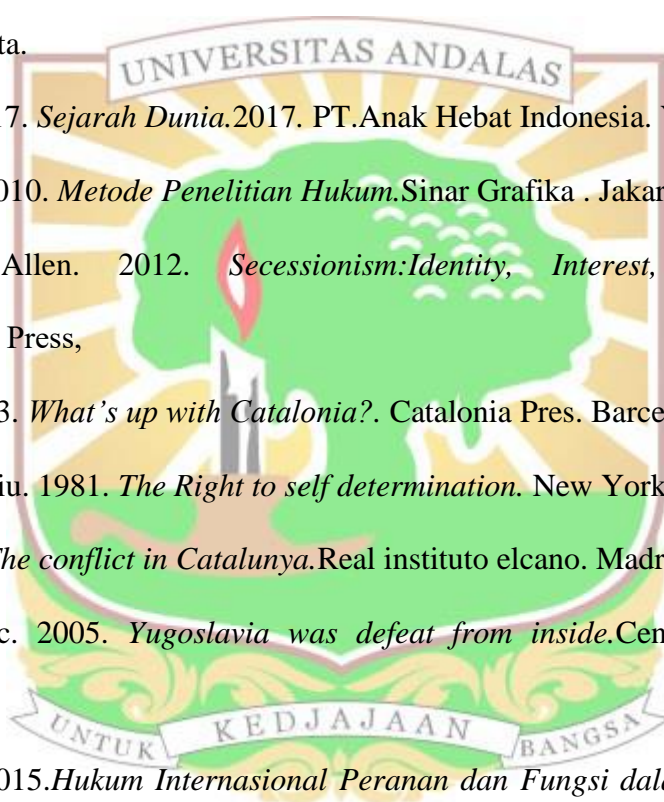 ta.
UNIVERSITAS ANDALAS
17. Sejarah Dunia.2017. PT.Anak Hebat Indonesia.
010. Metode Penelitian Hukum.Sinar Grafika . Jakar
Allen. 2012. Secessionism:Identity, Interest,
Press,
3. What’s up with Catalonia?. Catalonia Pres. Barce
iu. 1981. The Right to self determination. New York
The conflict in Catalunya.Real instituto elcano. Madr
c. 2005. Yugoslavia was defeat from inside.Cen
UNTUK KEDJAJAAN BANGSA
015.Hukum Internasional Peranan dan Fungsi dal